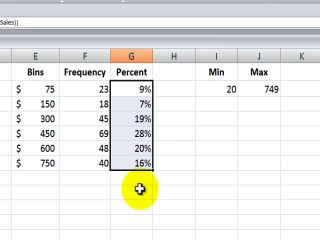 Sales))
E F G H I J K
Bins Frequency Percent Min Max
$ 75 23 9% 20 749
$ 150 18 7%
$ 300 45 19%
$ 450 69 28%
$ 600 48 20%
$ 750 40 16%